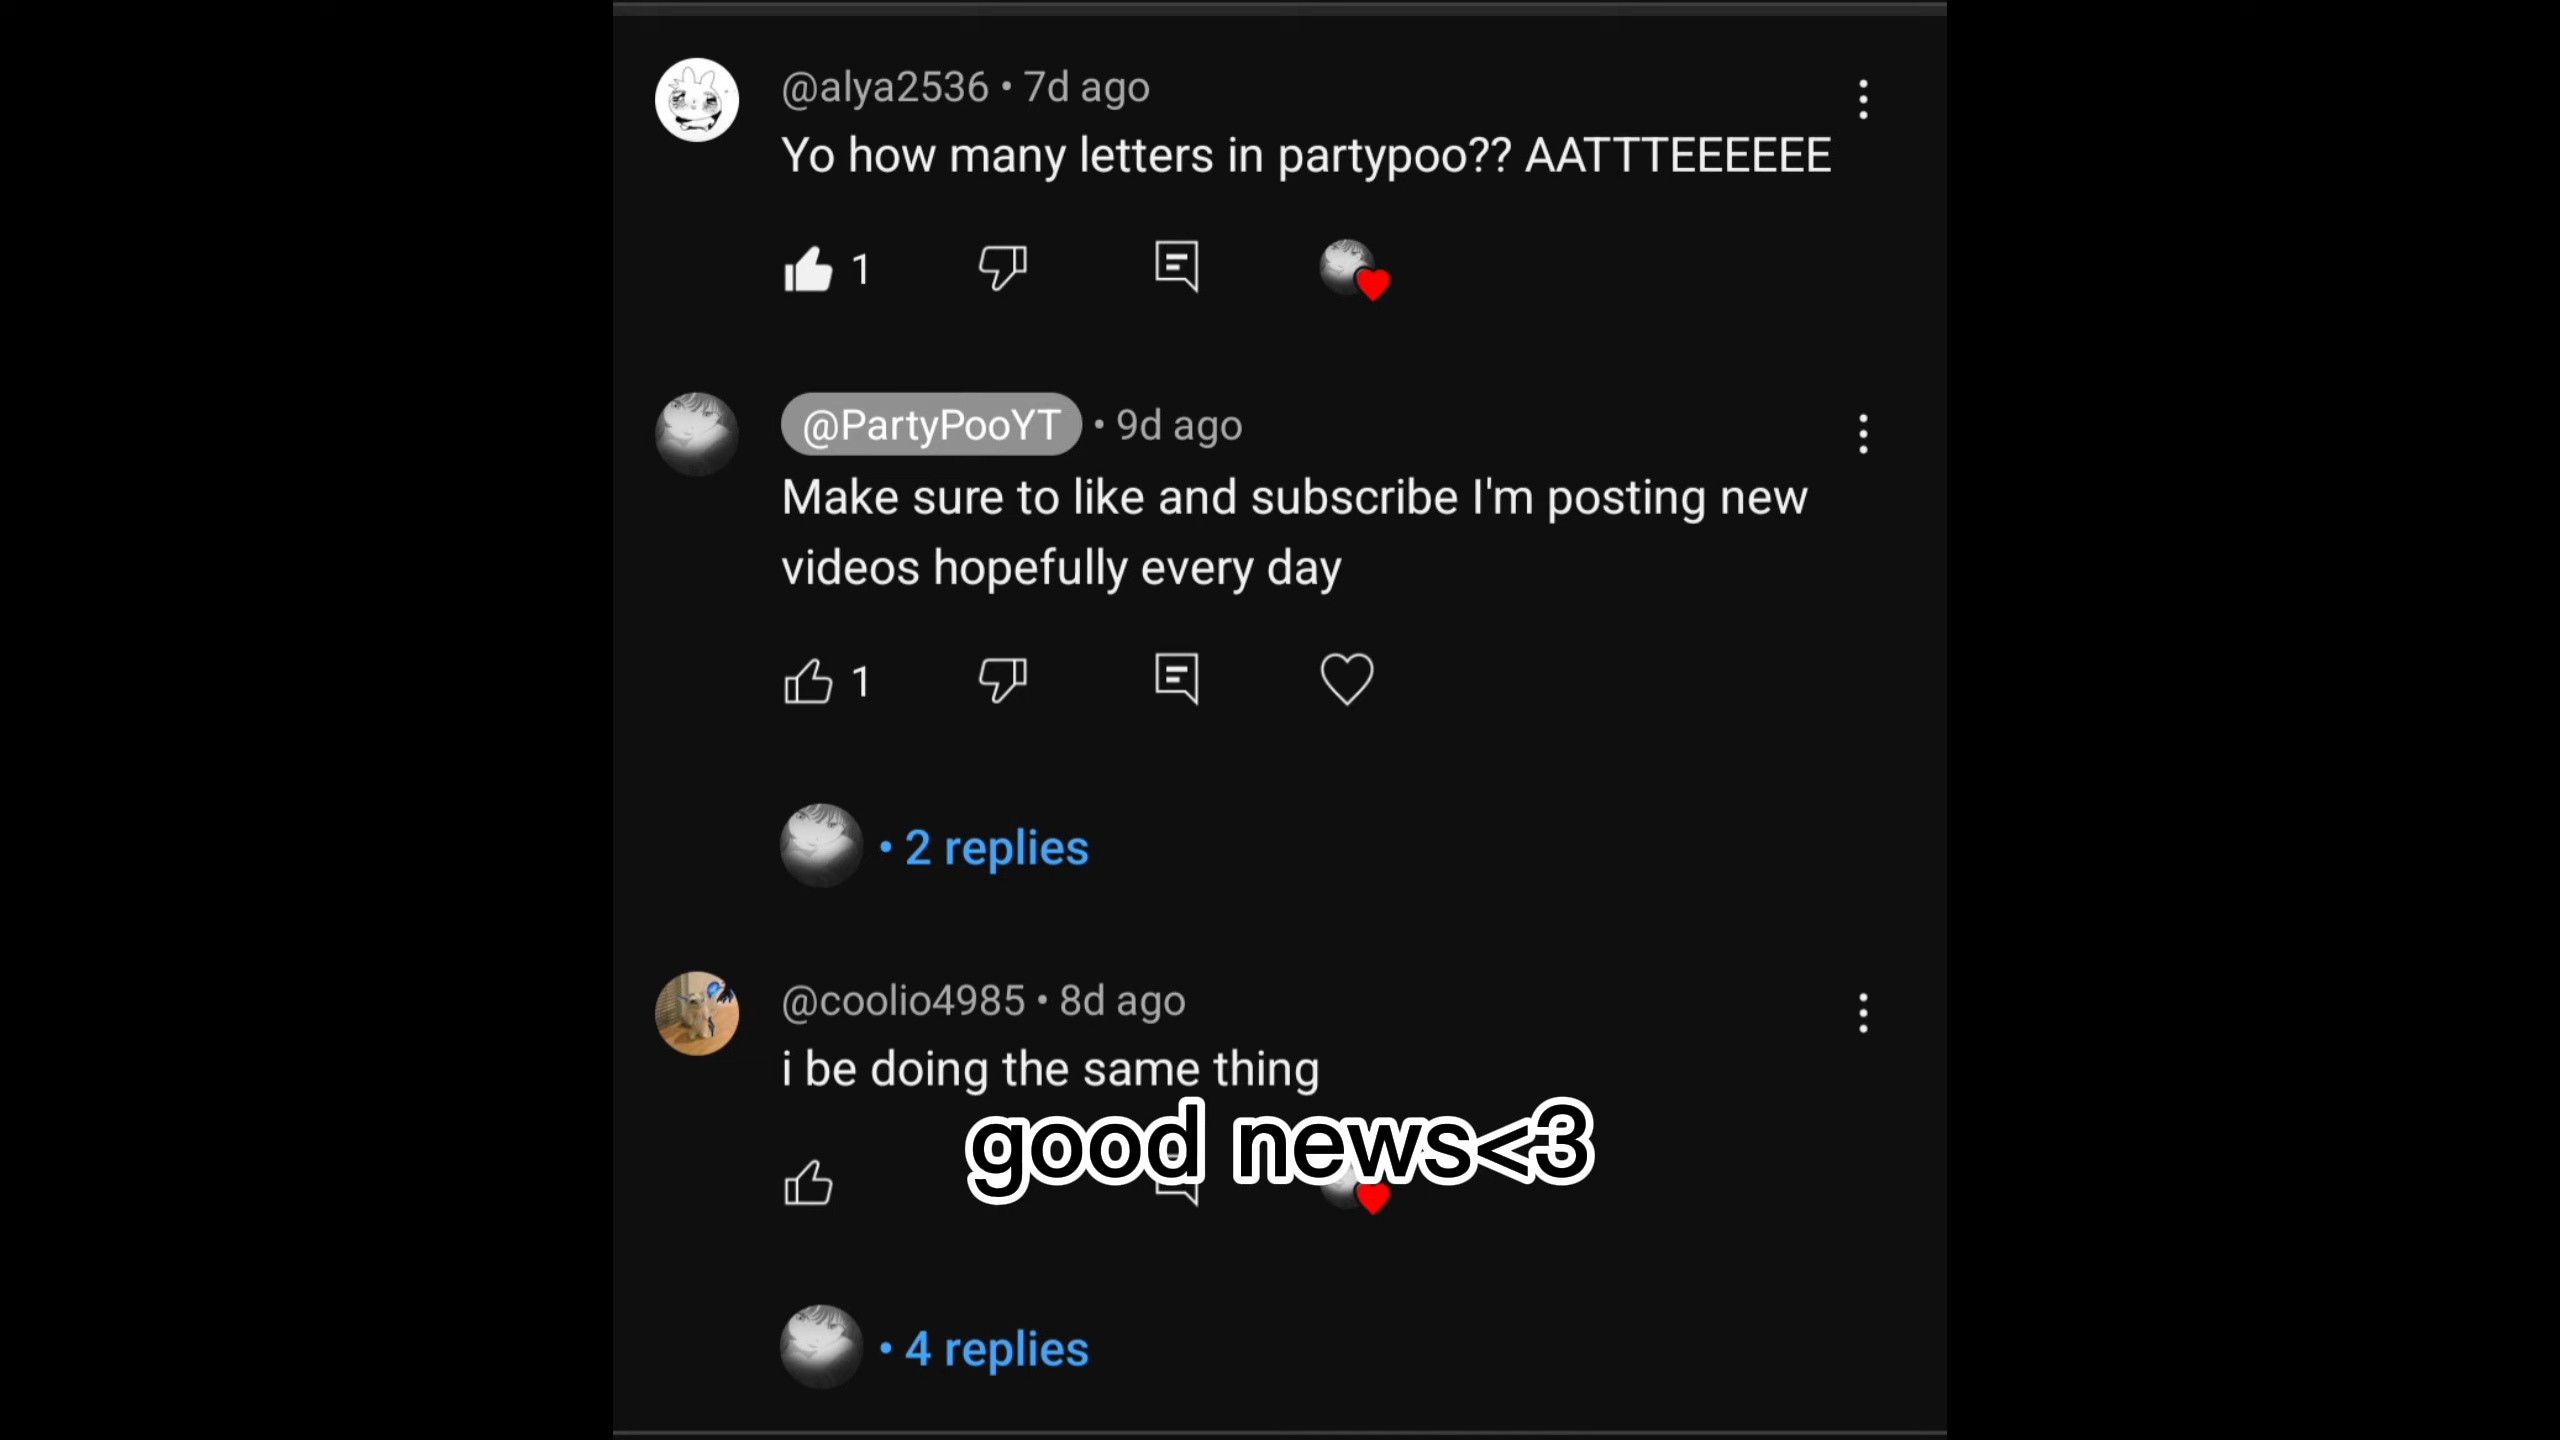 @alya2536 • 7d ago
Yo how many letters in partypoo?? AATTTEEEEEE
1
@PartyPooYT • 9d ago
Make sure to like and subscribe I'm posting new
videos hopefully every day
1
• 2 replies
@coolio4985 • 8d ago
i be doing the same thing
good news<3
• 4 replies